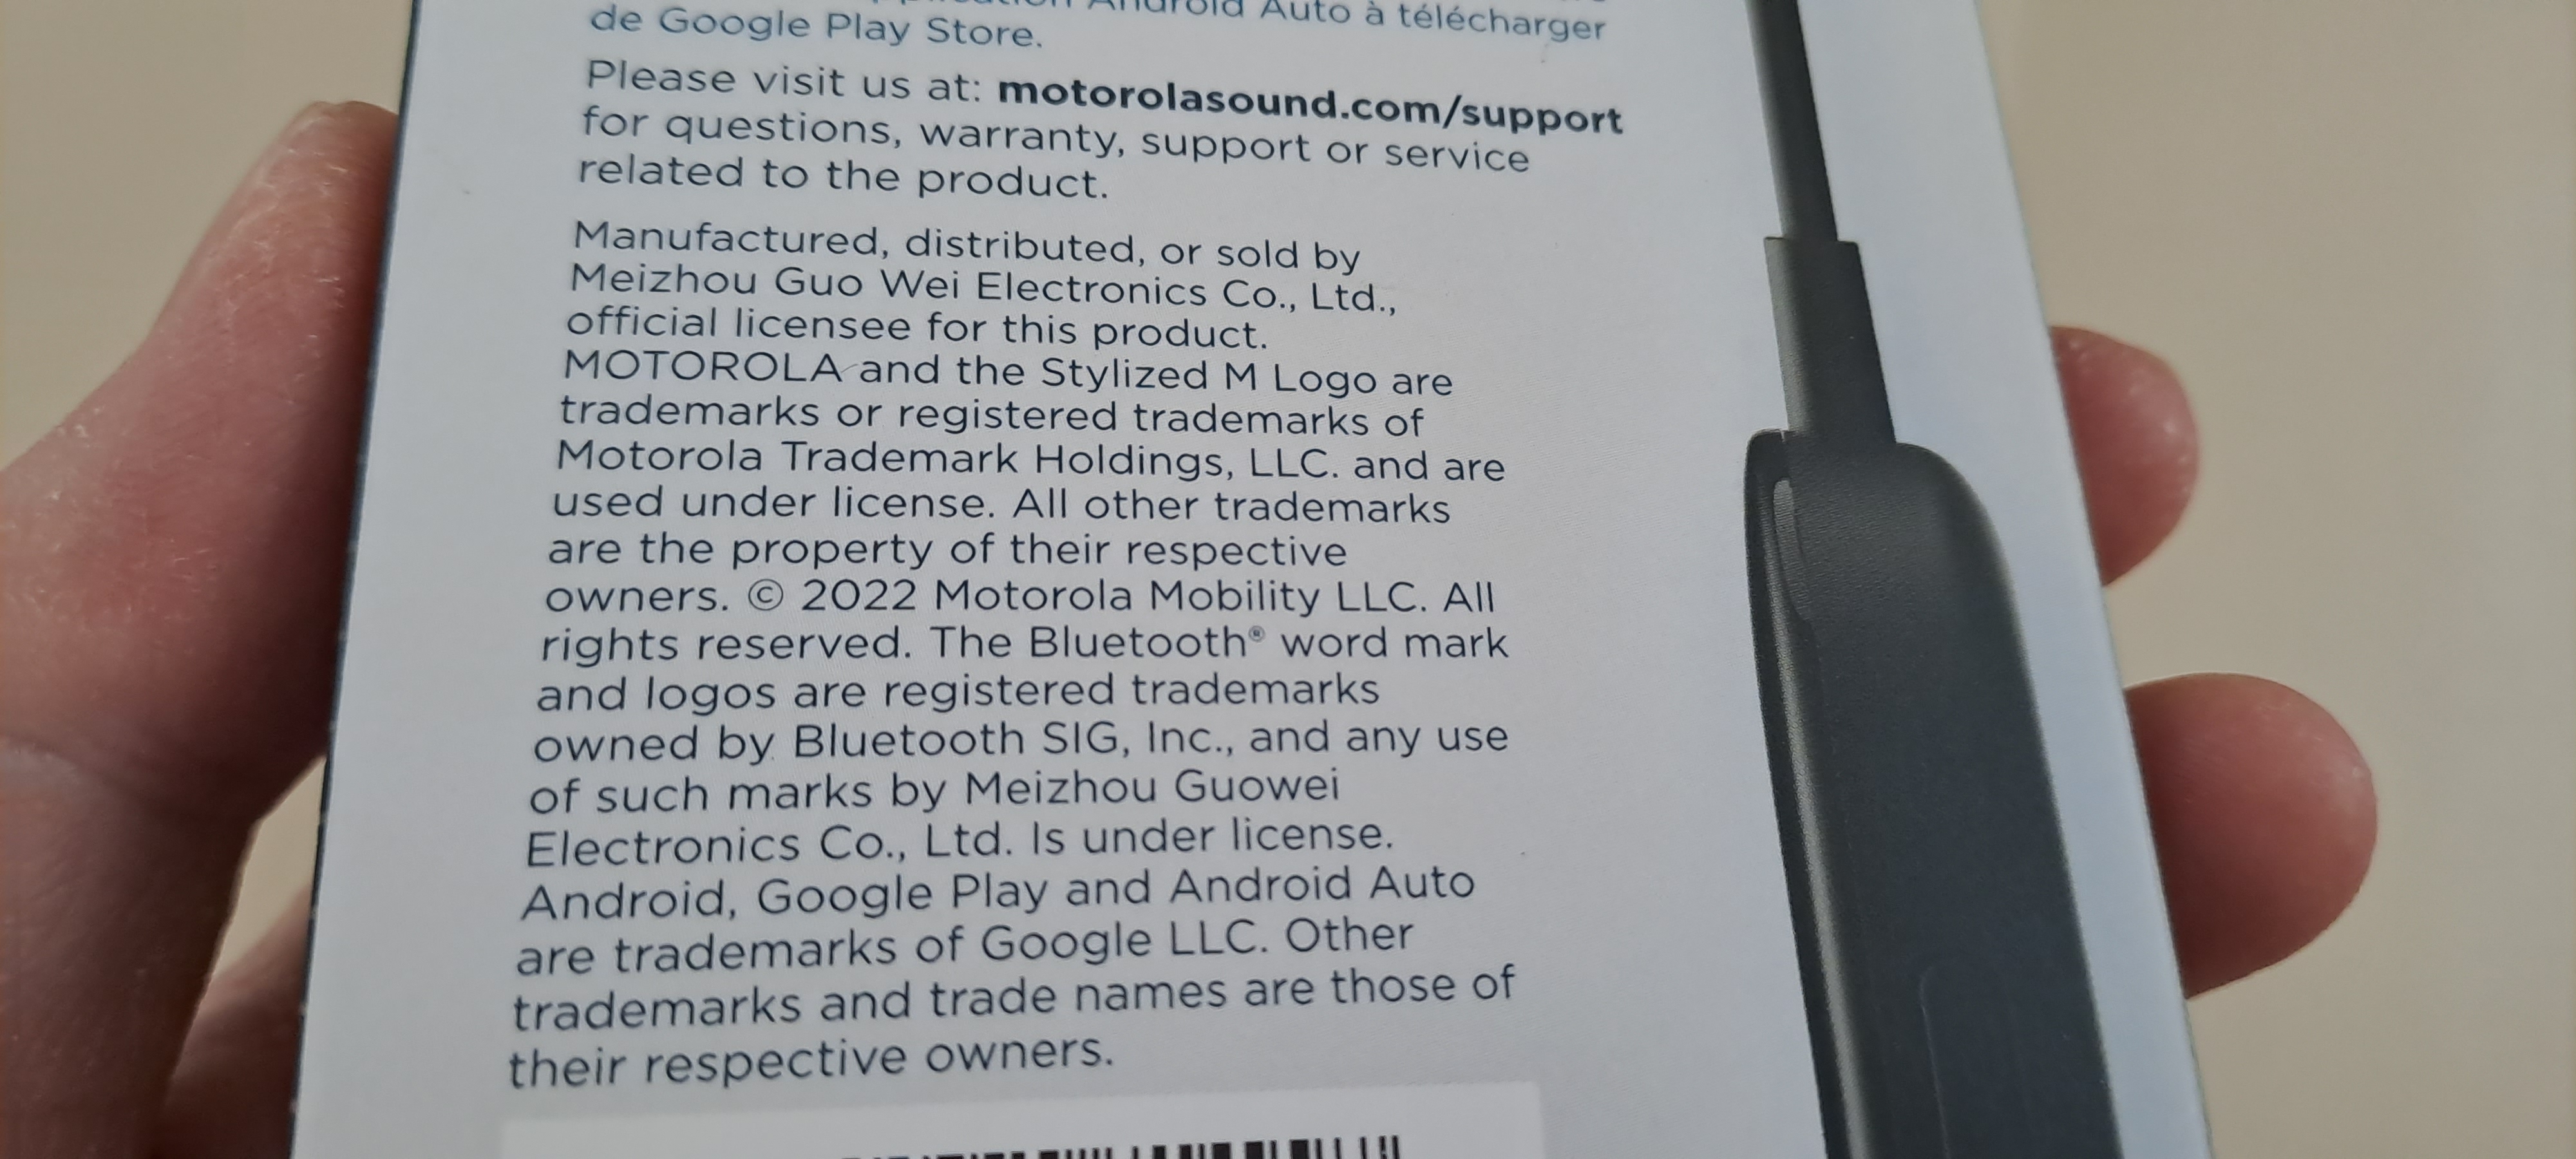 Android Auto à télécharger
de Google Play Store.
Please visit us at: motorolasound.com/support
for questions, warranty, support or service
related to the product.
Manufactured, distributed, or sold by
Meizhou Guo Wei Electronics Co., Ltd.,
official licensee for this product.
MOTOROLA and the Stylized M Logo are
trademarks or registered trademarks of
Motorola Trademark Holdings, LLC. and are
used under license. All other trademarks
are the property of their respective
owners. © 2022 Motorola Mobility LLC. All
rights reserved. The Bluetooth® word mark
and logos are registered trademarks
owned by Bluetooth SIG, Inc., and any use
of such marks by Meizhou Guowei
Electronics Co., Ltd. Is under license.
Android, Google Play and Android Auto
are trademarks of Google LLC. Other
trademarks and trade names are those of
their respective owners.